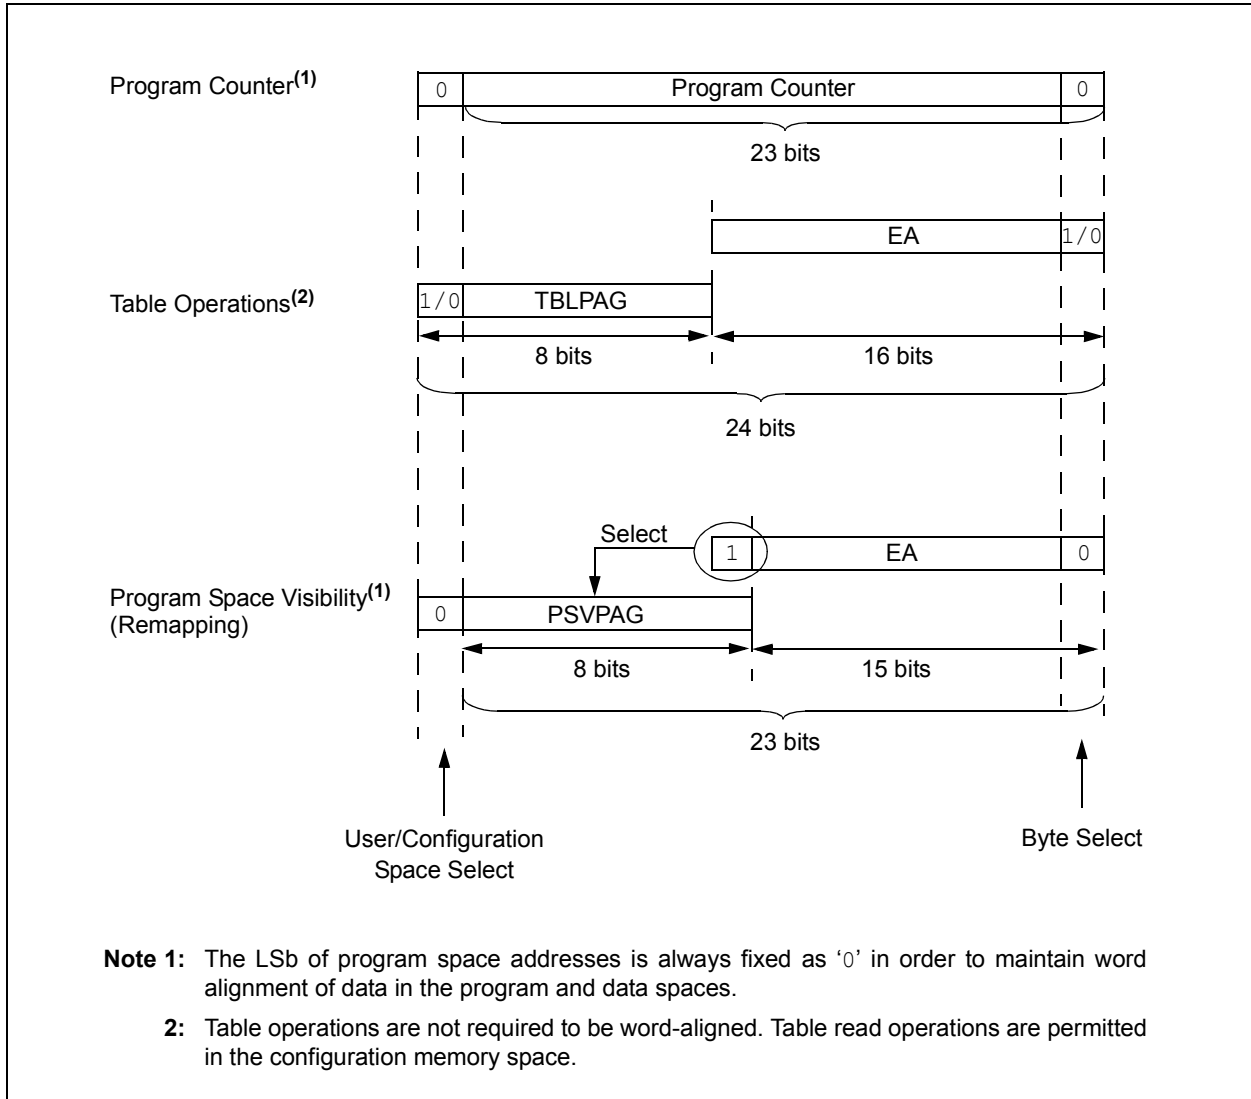 Program Counter(1)
0 Program Counter 0
23 bits
EA 1/0
Table Operations(2)
1/0 TBLPAG
8 bits 16 bits
24 bits
Select
1 EA 0
Program Space Visibility(1)
(Remapping)
0 PSVPAG
8 bits 15 bits
23 bits
User/Configuration
Space Select
Byte Select
Note 1: The LSb of program space addresses is always fixed as ‘0’ in order to maintain word
alignment of data in the program and data spaces.
2: Table operations are not required to be word-aligned. Table read operations are permitted
in the configuration memory space.